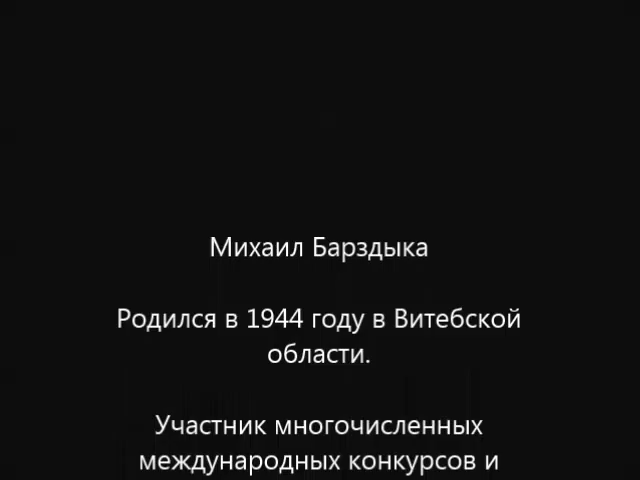 Михаил Барздыка
Родился в 1944 году в Витебской
области.
Участник многочисленных
международных конкурсов и